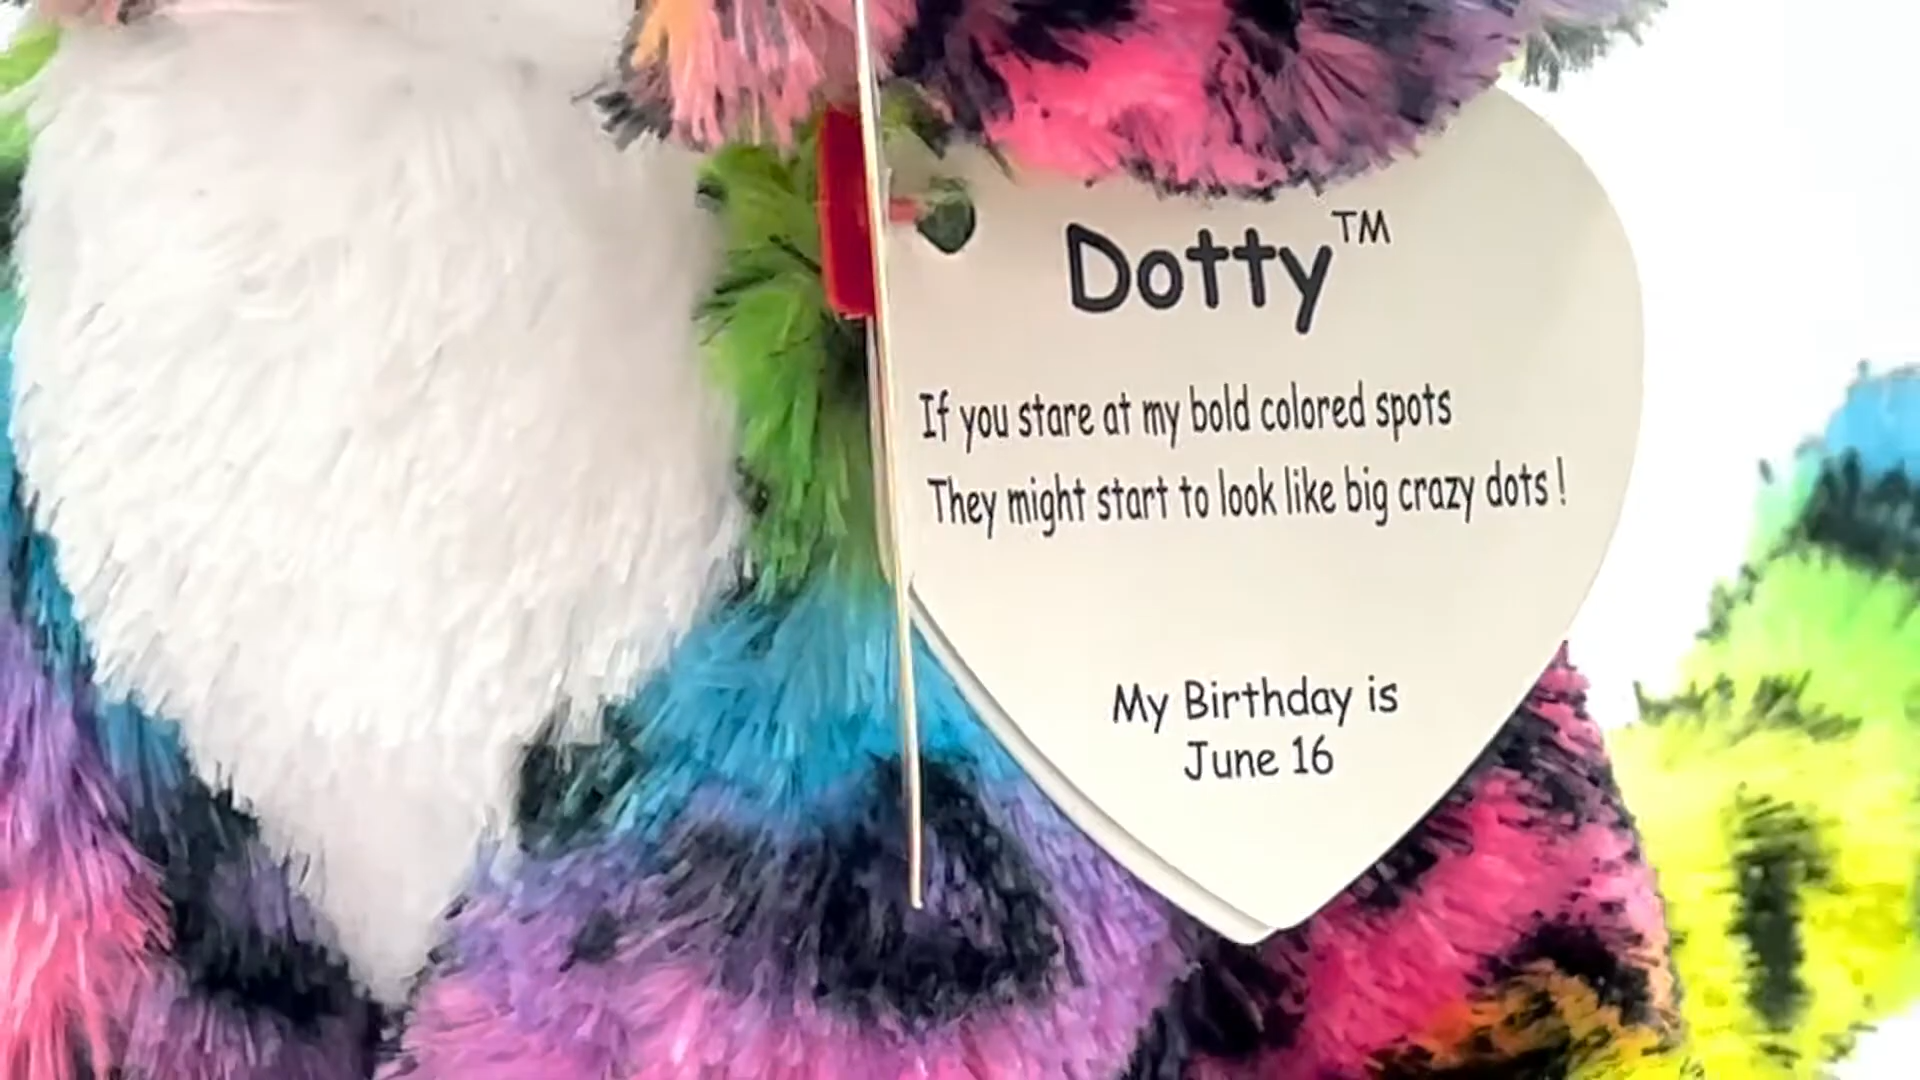 Dotty™
If you stare at my bold colored spots
They might start to look like big crazy dots !
My Birthday is
June 16